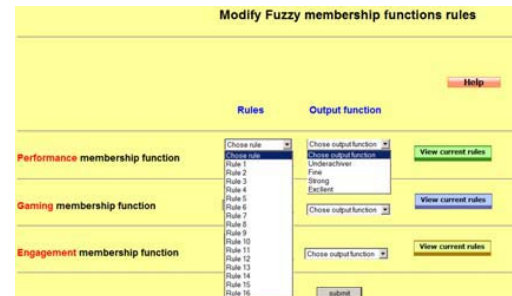 Modify Fuzzy membership functions rules
Help
Rules Output function
Chose rule Chose output function View current rules
Performance membership function
Chose rule
Rule 1
Rule 2
Rule 3
Rule 4
Rule 5
Rule 6
Rule 7
Rule 8
Rule 9
Rule 10
Rule 11
Rule 12
Rule 13
Rule 14
Rule 15
Rule 16
Chose output function
Underachiver
Fine
Strong
Excllent
Gaming membership function Chose output function View current rules
Engagement membership function Chose output function View current rules
submit